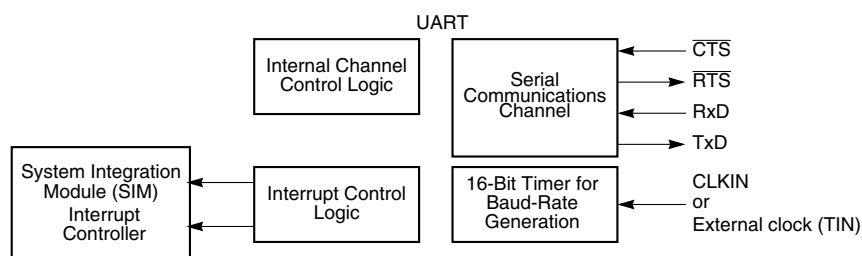 UART
Internal Channel
Control Logic
Serial
Communications
Channel
CTS
RTS
RxD
TxD
System Integration
Module (SIM)
Interrupt
Controller
Interrupt Control
Logic
16-Bit Timer for
Baud-Rate
Generation
CLKIN
or
External clock (TIN)